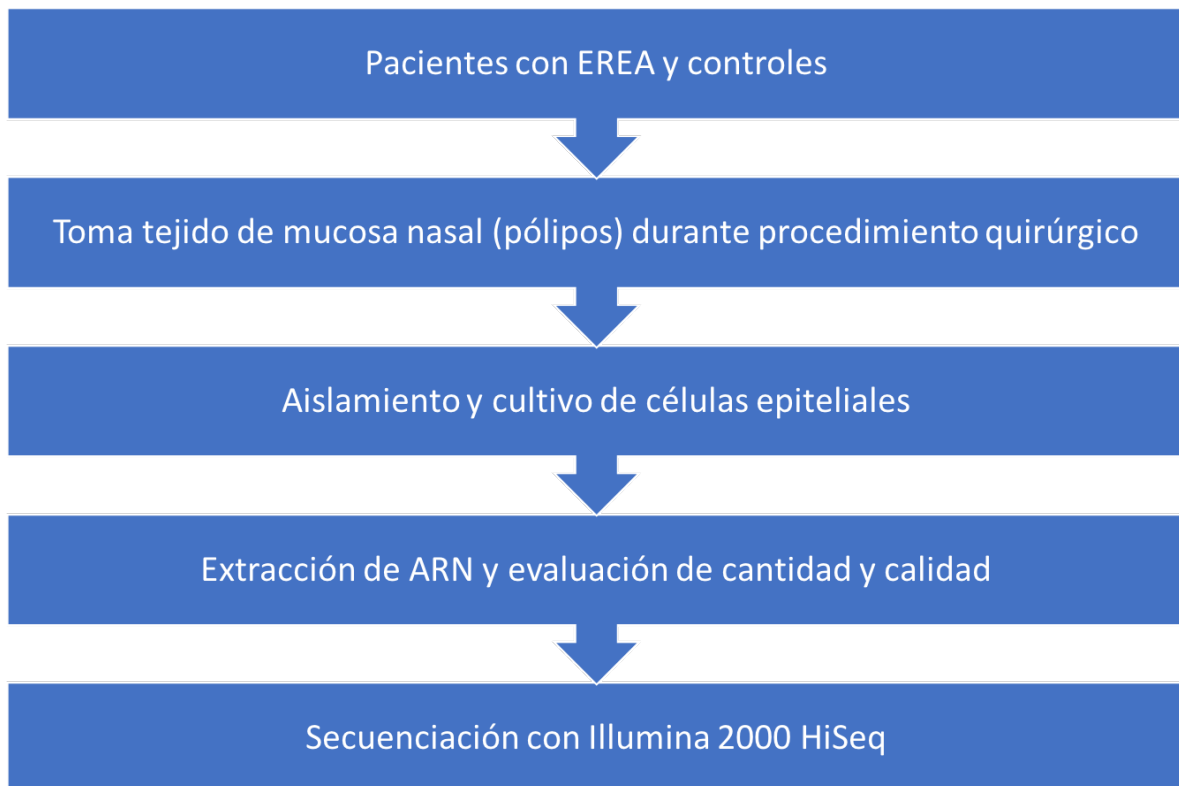 Pacientes con EREA y controles
Toma tejido de mucosa nasal (pólipos) durante procedimiento quirúrgico
Aislamiento y cultivo de células epiteliales
Extracción de ARN y evaluación de cantidad y calidad
Secuenciación con Illumina 2000 HiSeq